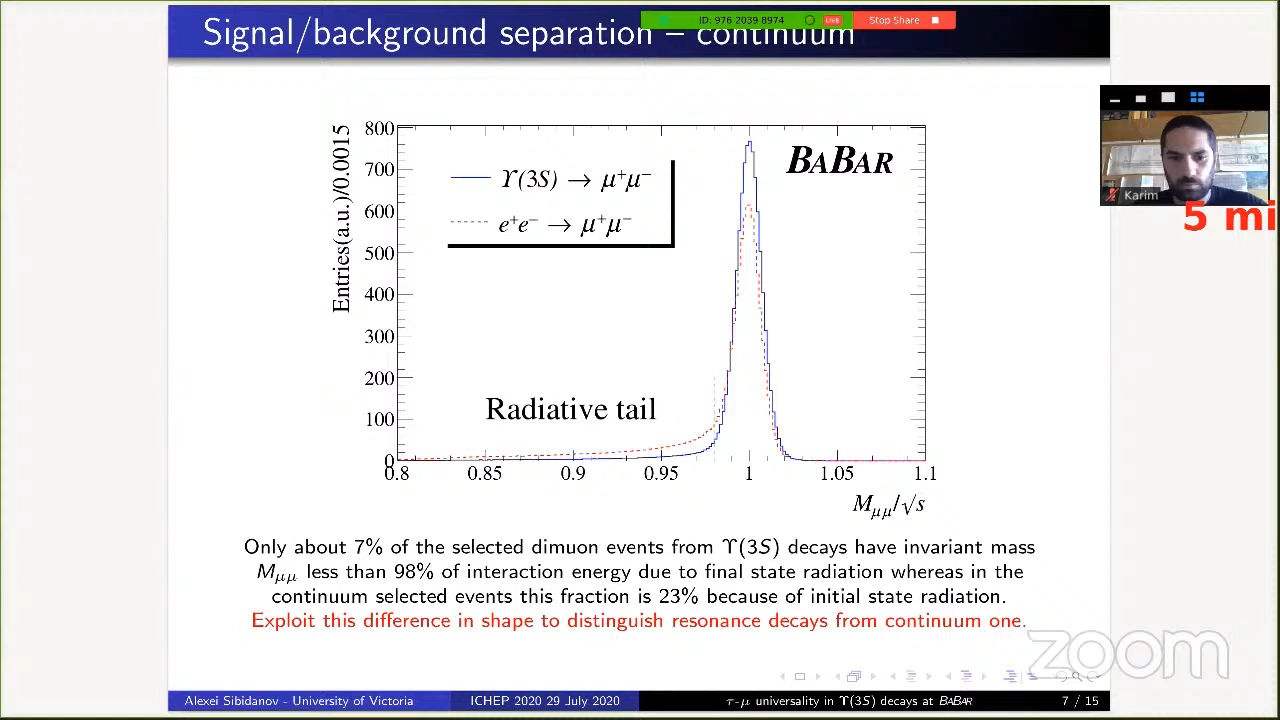 Signal/background separation – continuum
ID: 976 2039 8974
LIVE
Stop Share
Karim
5 mi
BABAR
ϒ(3S) → μ⁺μ⁻
e⁺e⁻ → μ⁺μ⁻
Entries(a.u.)/0.0015
800
700
600
500
400
300
200
100
0
Radiative tail
0.8 0.85 0.9 0.95 1 1.05 1.1
Mμμ/√s
Only about 7% of the selected dimuon events from ϒ(3S) decays have invariant mass
Mμμ less than 98% of interaction energy due to final state radiation whereas in the
continuum selected events this fraction is 23% because of initial state radiation.
Exploit this difference in shape to distinguish resonance decays from continuum one.
zoom
Alexei Sibidanov - University of Victoria ICHEP 2020 29 July 2020 τ-μ universality in ϒ(3S) decays at BABAR 7 / 15